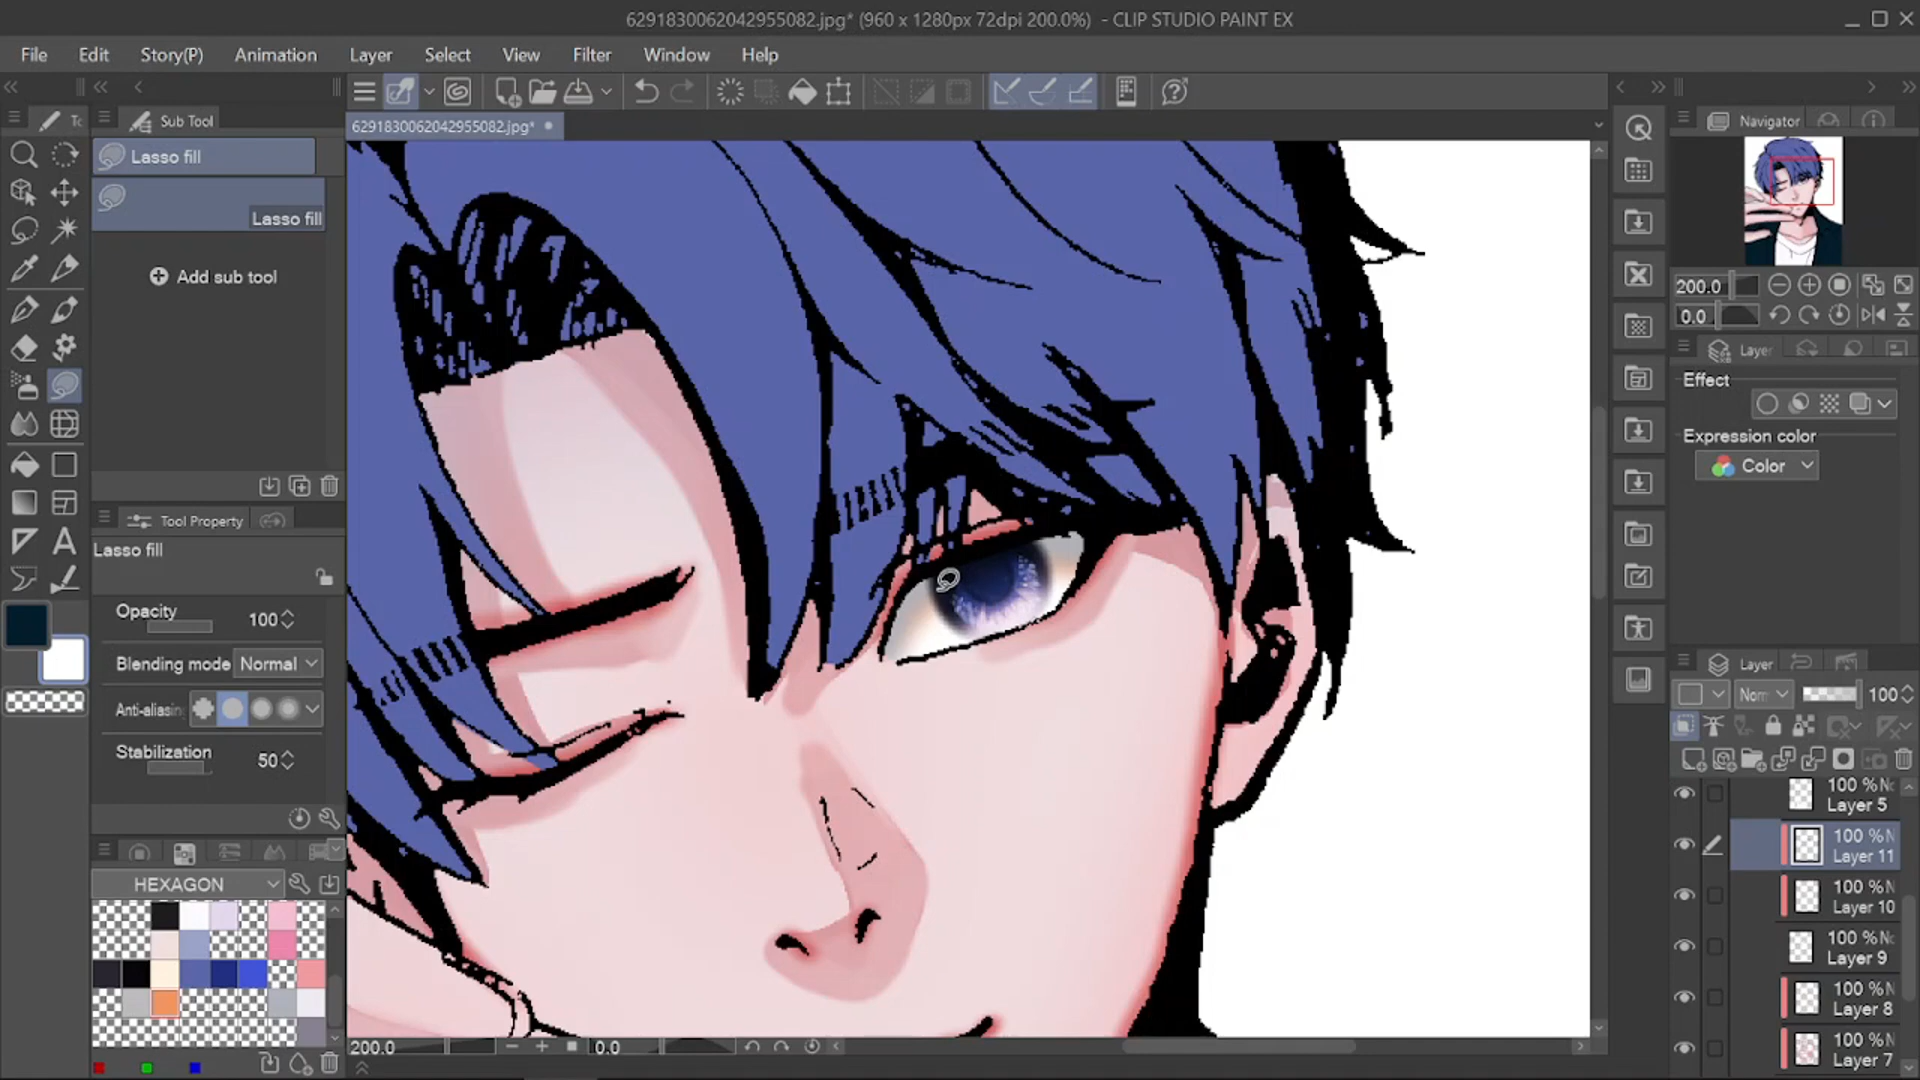 6291830062042955082.jpg* (960 x 1280px 72dpi 200.0%) - CLIP STUDIO PAINT EX
File Edit Story(P) Animation Layer Select View Filter Window Help
Sub Tool
6291830062042955082.jpg*
Navigator
Lasso fill
Lasso fill
Add sub tool
200.0
0.0
Layer
Effect
Expression color
Color
Tool Property
Lasso fill
Opacity 100
Blending mode Normal
Anti-aliasing
Stabilization 50
HEXAGON
Layer
Nom 100
100 %
Layer 5
100 %
Layer 11
100 %
Layer 10
100 %
Layer 9
100 %
Layer 8
100 %
Layer 7
200.0 0.0